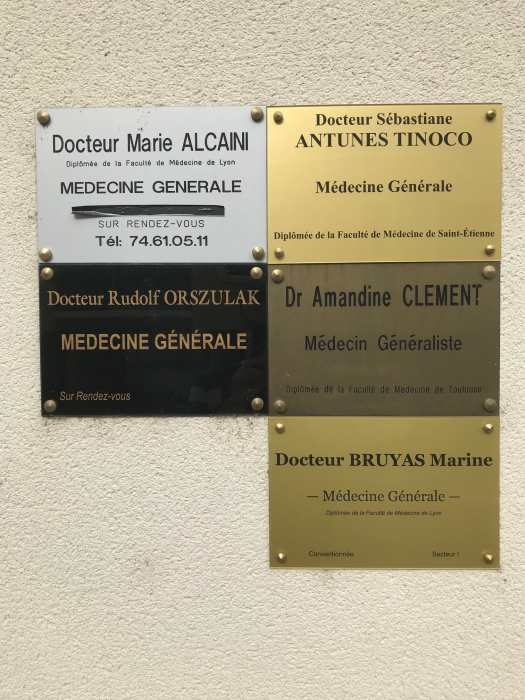 Docteur Marie ALCAINI
Diplômée de la Faculté de Médecine de Lyon
MEDECINE GENERALE
SUR RENDEZ-VOUS
Tél: 74.61.05.11
Docteur Sébastiane
ANTUNES TINOCO
Médecine Générale
Diplômée de la Faculté de Médecine de Saint-Étienne
Docteur Rudolf ORSZULAK
MEDECINE GÉNÉRALE
Sur Rendez-vous
Dr Amandine CLEMENT
Médecin Généraliste
Diplômée de la Faculté de Médecine de Toulouse
Docteur BRUYAS Marine
— Médecine Générale —
Diplômée de la Faculté de Médecine de Lyon
Conventionnée Secteur I